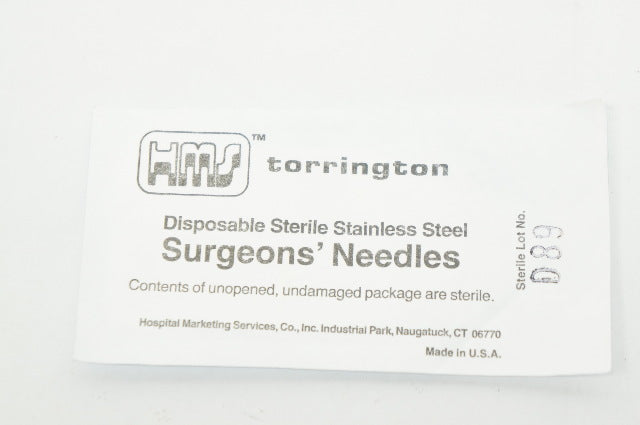 HMS™ torrington
Disposable Sterile Stainless Steel
Surgeons' Needles
Contents of unopened, undamaged package are sterile.
Hospital Marketing Services, Co., Inc. Industrial Park, Naugatuck, CT 06770
Made in U.S.A.
Sterile Lot No.
D89